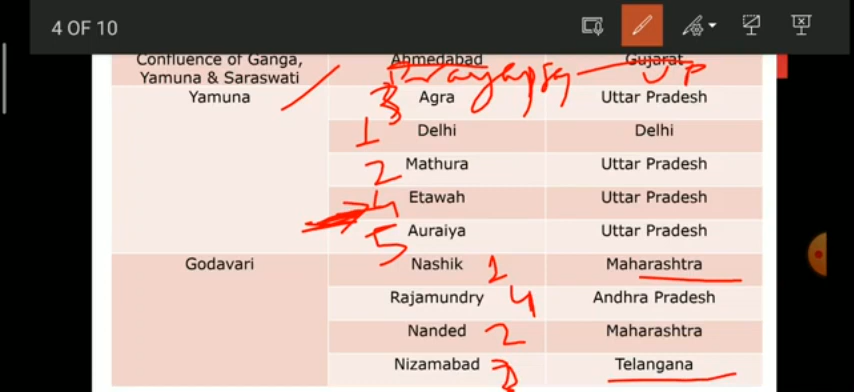 4 OF 10
Confluence of Ganga, Ahmedabad Gujarat
Yamuna & Saraswati Prayagraj UP
Yamuna 3 Agra Uttar Pradesh
1 Delhi Delhi
2 Mathura Uttar Pradesh
4 Etawah Uttar Pradesh
5 Auraiya Uttar Pradesh
Godavari Nashik 1 Maharashtra
Rajamundry 4 Andhra Pradesh
Nanded 2 Maharashtra
Nizamabad 3 Telangana